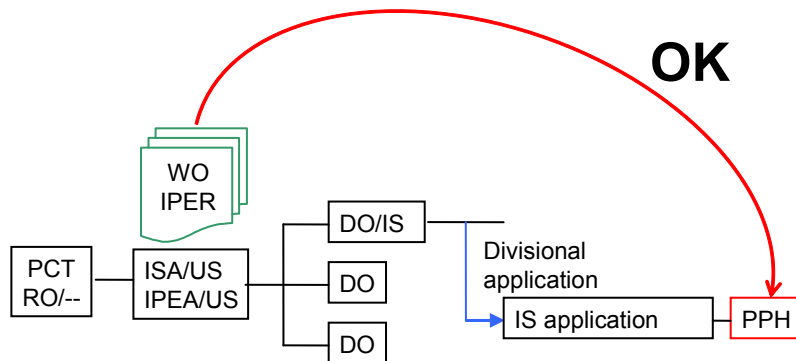 OK
WO
IPER
PCT
RO/--
ISA/US
IPEA/US
DO/IS
DO
DO
Divisional
application
IS application
PPH